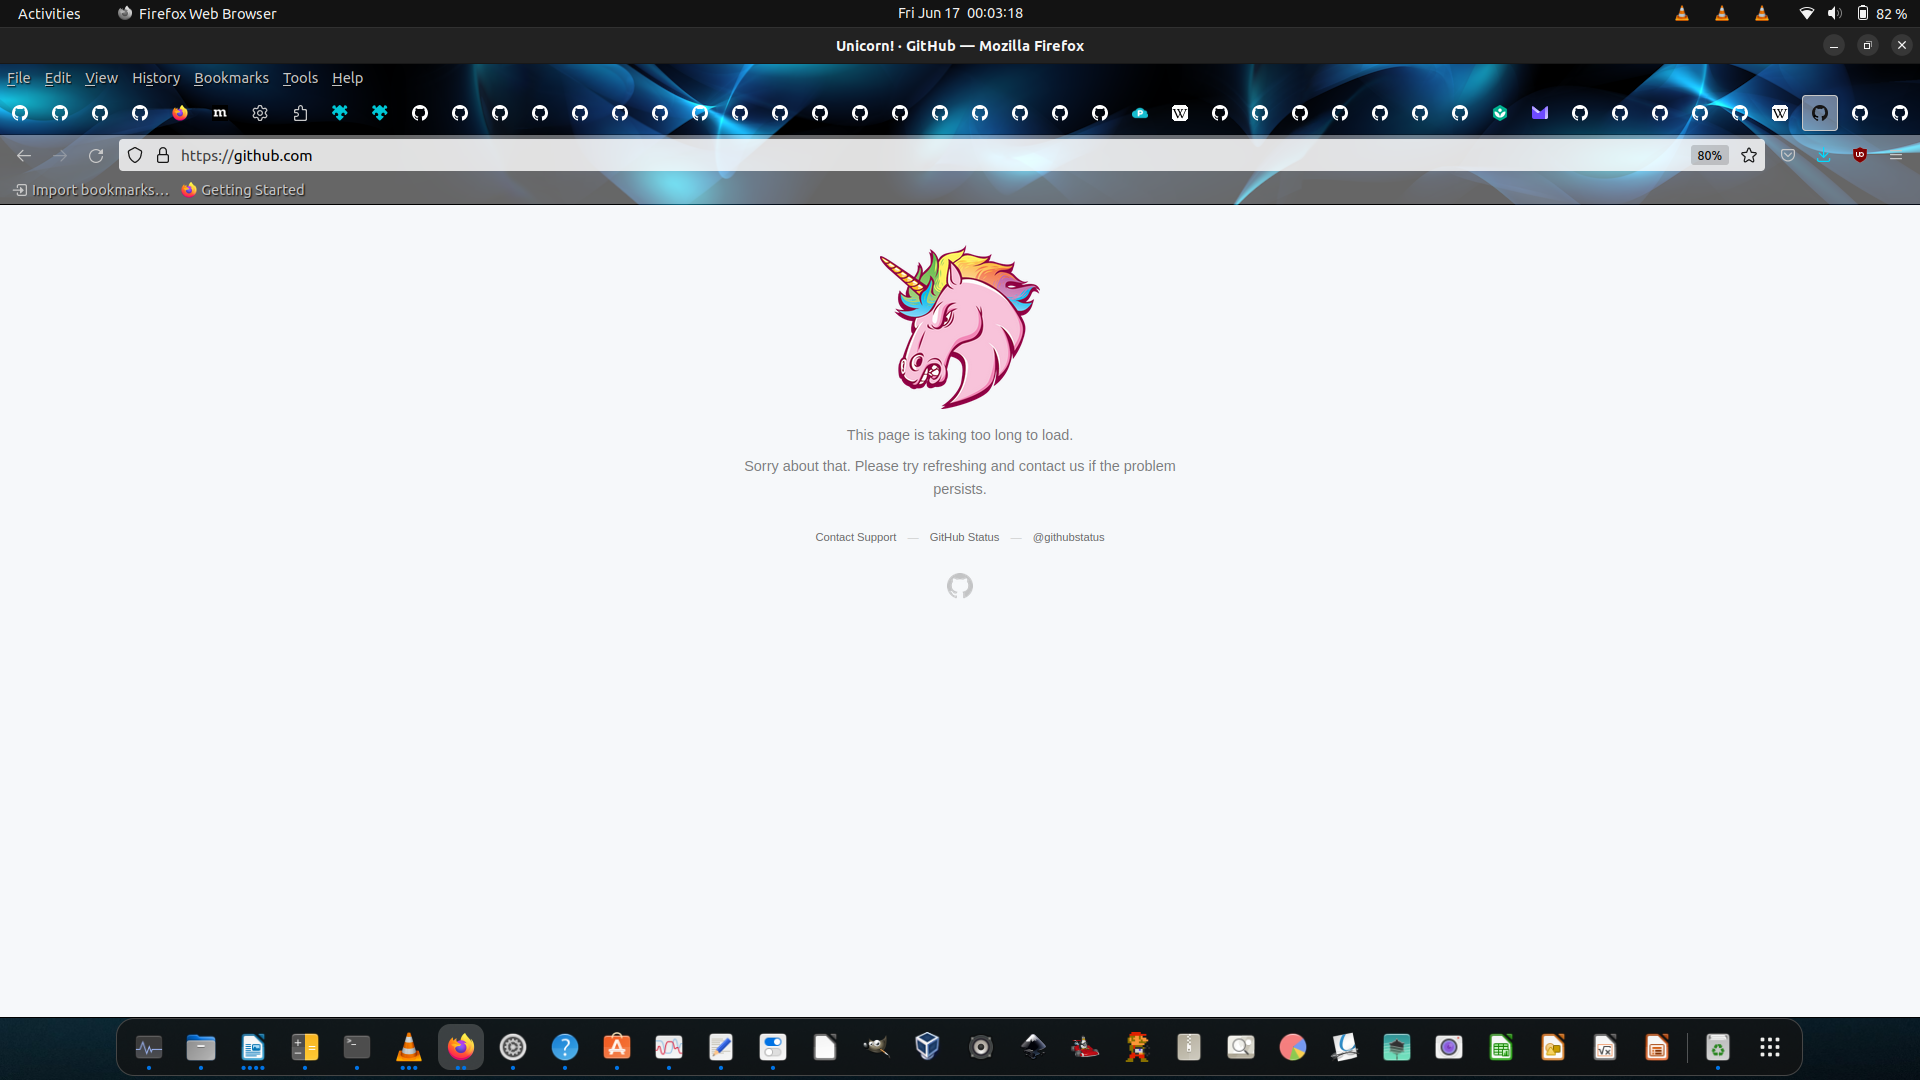 Activities Firefox Web Browser Fri Jun 17 00:03:18 82 %
Unicorn! · GitHub — Mozilla Firefox
File Edit View History Bookmarks Tools Help
m W W
https://github.com 80% UD
Import bookmarks… Getting Started
This page is taking too long to load.
Sorry about that. Please try refreshing and contact us if the problem
persists.
Contact Support — GitHub Status — @githubstatus